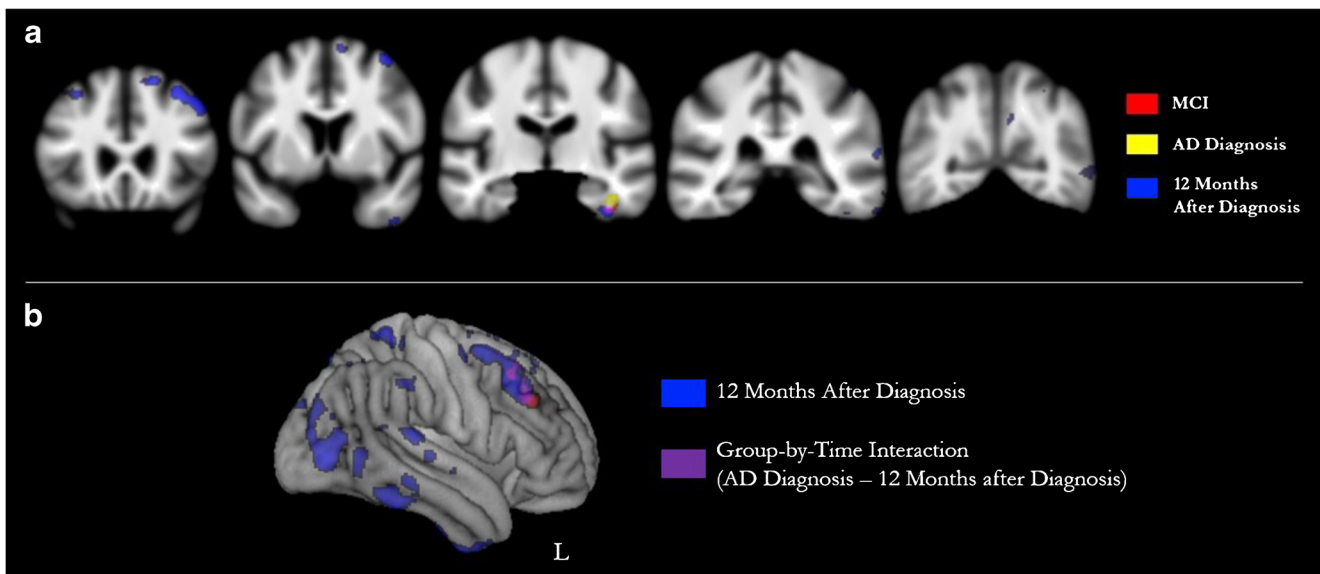 a
MCI
AD Diagnosis
12 Months
After Diagnosis
b
12 Months After Diagnosis
Group-by-Time Interaction
(AD Diagnosis – 12 Months after Diagnosis)
L